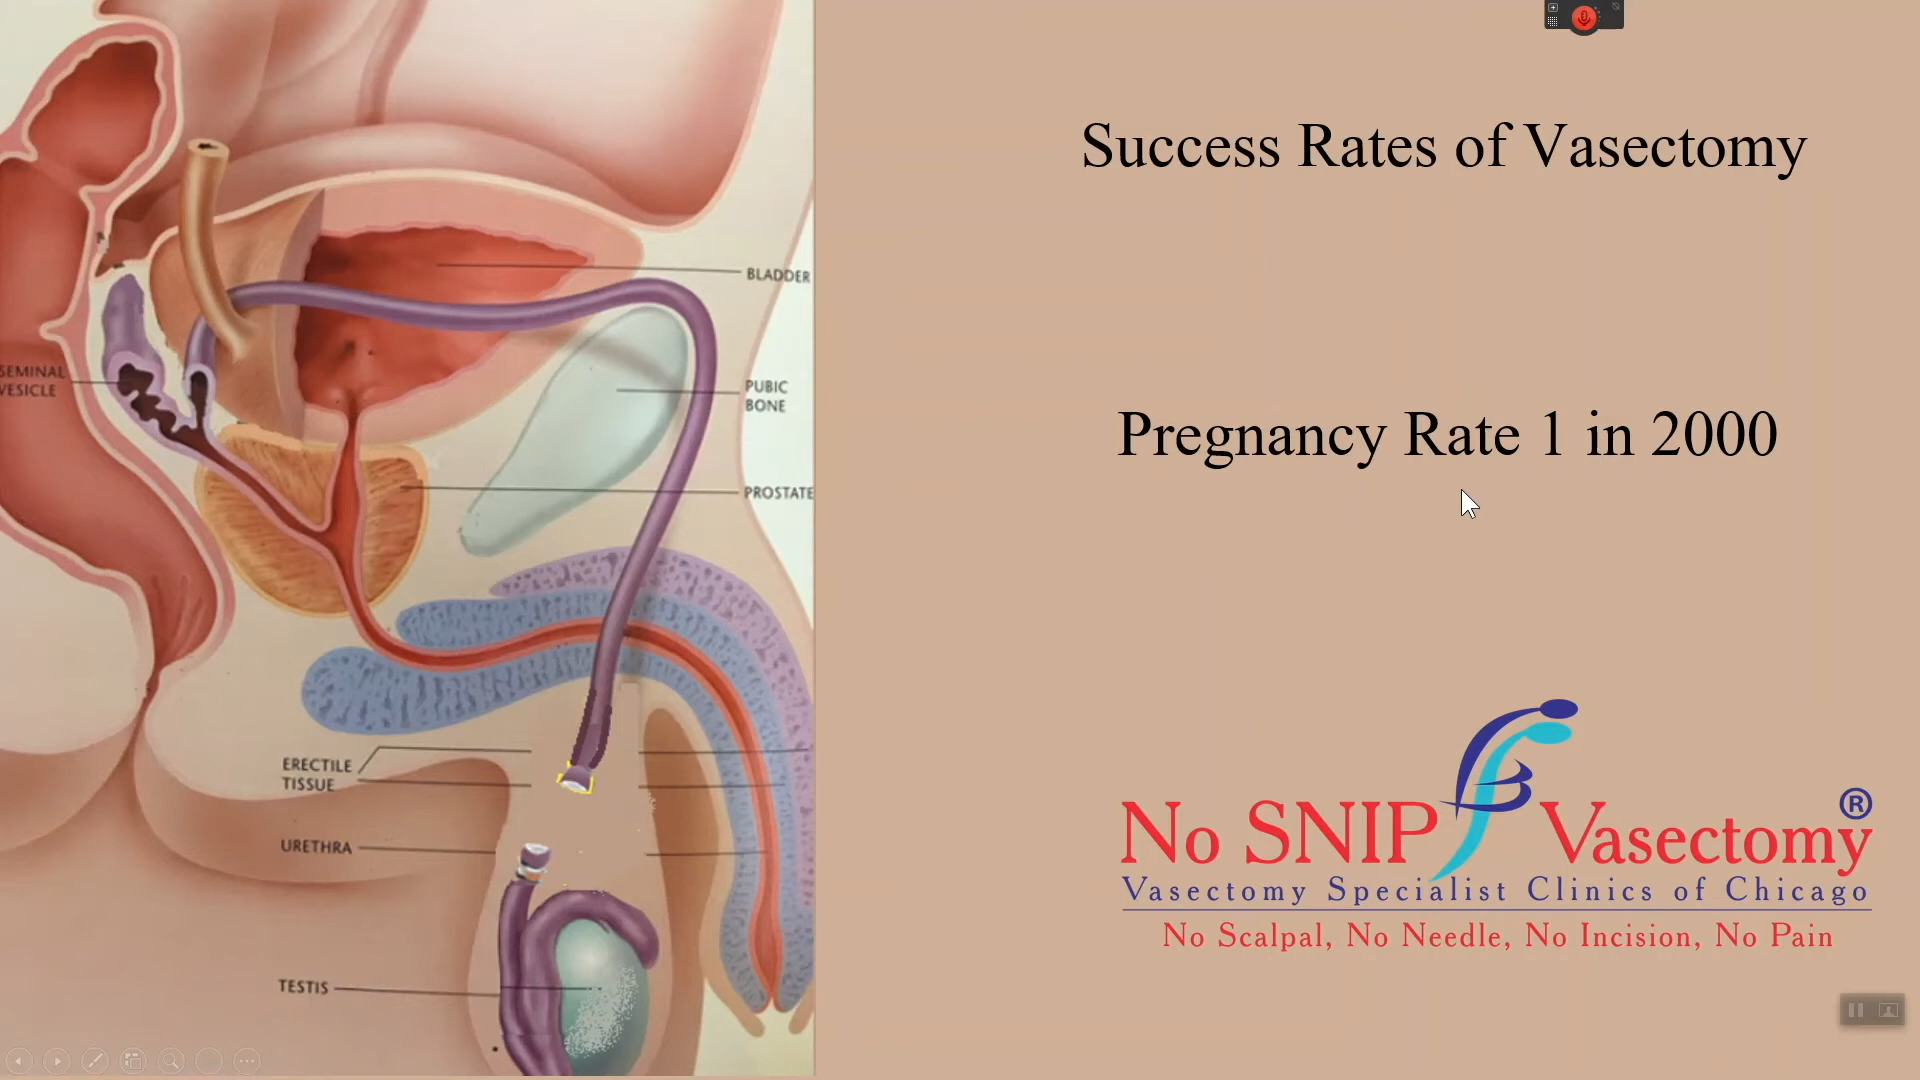 Success Rates of Vasectomy
BLADDER
SEMINAL
VESICLE
PUBIC
BONE
Pregnancy Rate 1 in 2000
PROSTATE
ERECTILE
TISSUE
URETHRA
TESTIS
No SNIP Vasectomy ®
Vasectomy Specialist Clinics of Chicago
No Scalpal, No Needle, No Incision, No Pain